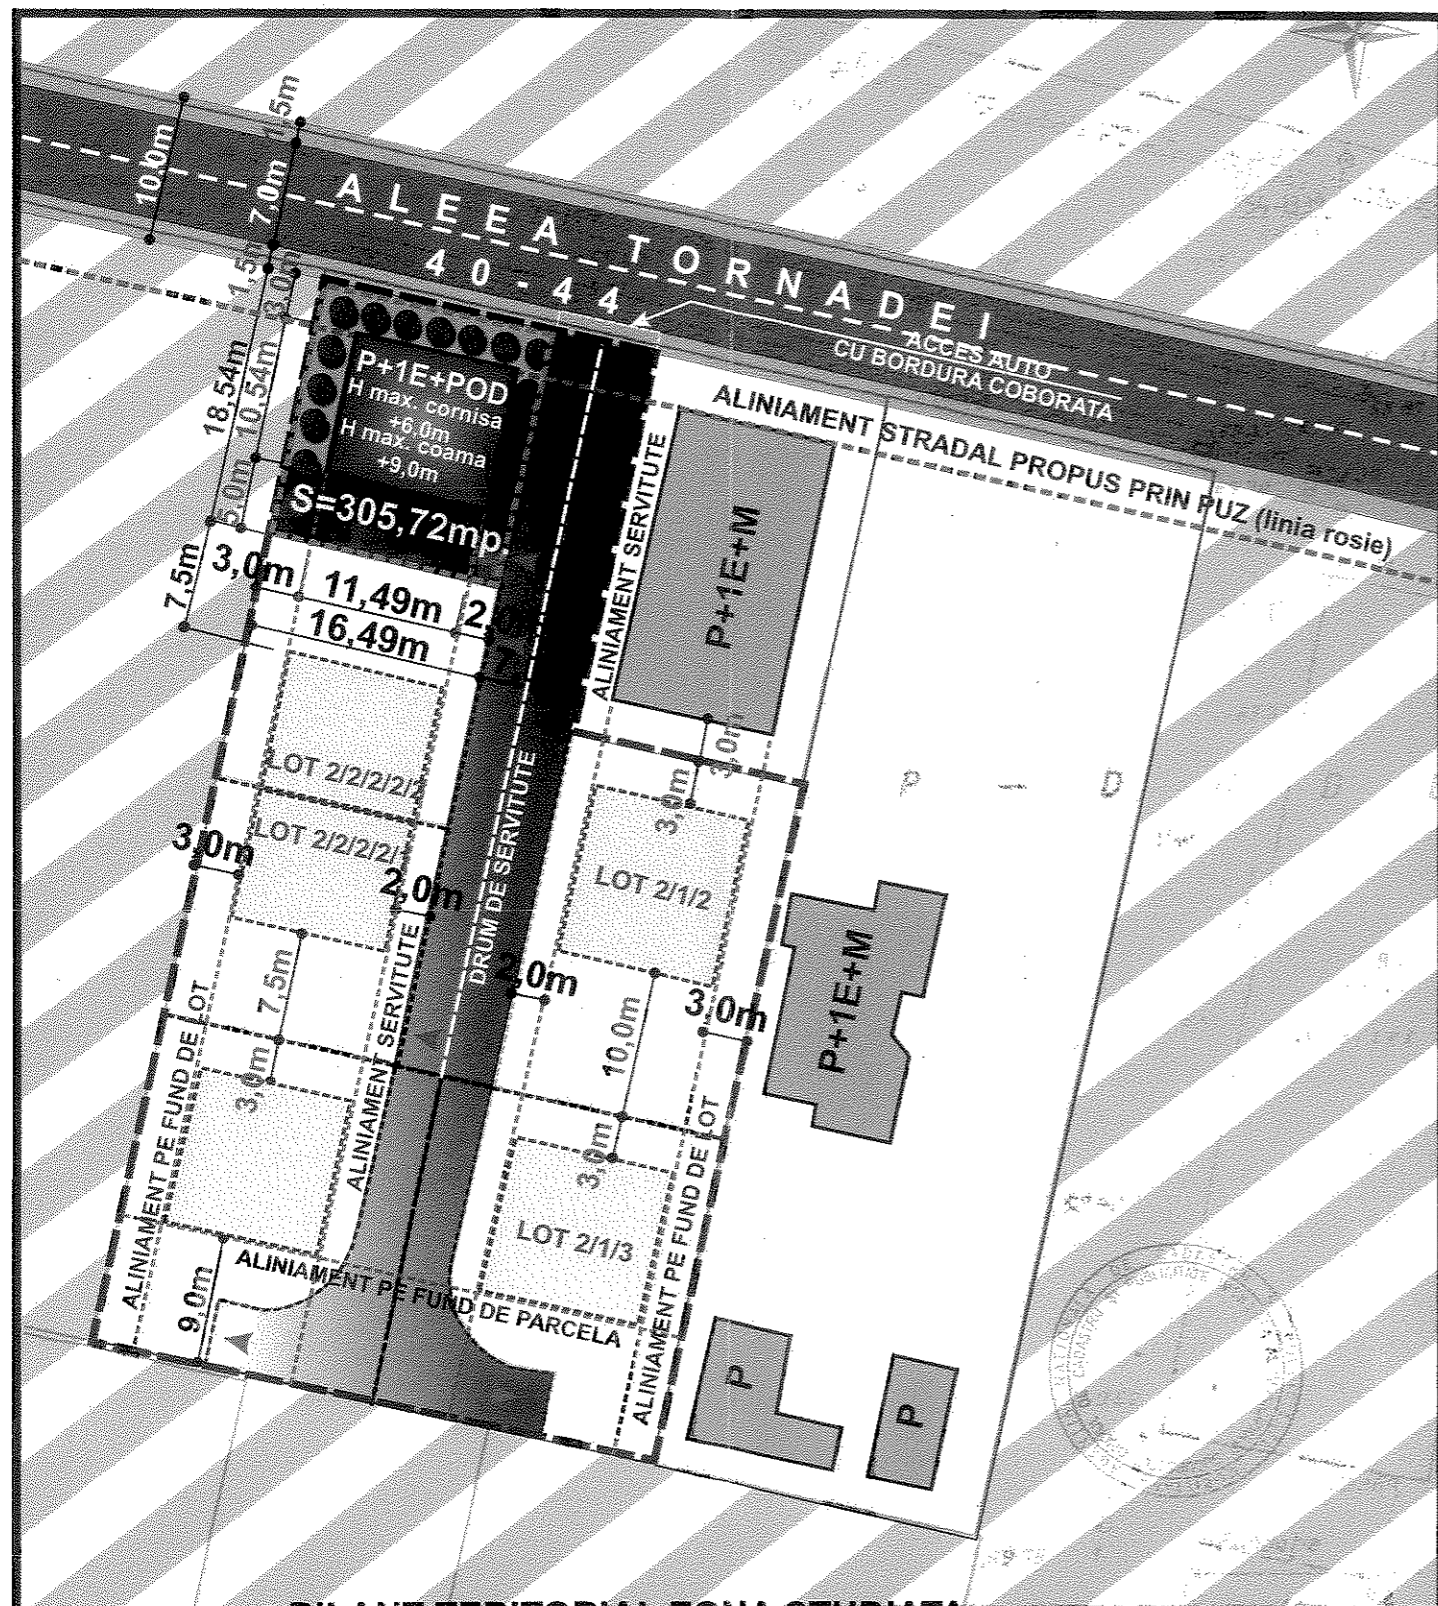 10,0m
1,5m
7,0m
1,5
3,0m
ALEEA TORNADEI
40-44
ACCES AUTO
CU BORDURA COBORATA
18,54m
10,54m
5,0m
7,5m
P+1E+POD
H max. cornisa
+6.0m
H max. coama
+9,0m
S=305,72mp.
ALINIAMENT STRADAL PROPUS PRIN PUZ (linia rosie)
ALINIAMENT SERVITUTE
ALINIAMENT SERVITUTE
P+1E+M
3,0m
11,49m
16,49m
3,0m
3,0m
LOT 2/2/2/2/2
LOT 2/2/2/2/1
DRUM DE SERVITUTE
3,0m
2,0m
LOT 2/1/2
P
D
P+1E+M
2,0m
3,0m
7,5m
10,0m
3,0m
3,0m
ALINIAMENT PE FUND DE LOT
ALINIAMENT SERVITUTE
ALINIAMENT PE FUND DE LOT
LOT 2/1/3
9,0m
ALINIAMENT PE FUND DE PARCELA
P
P